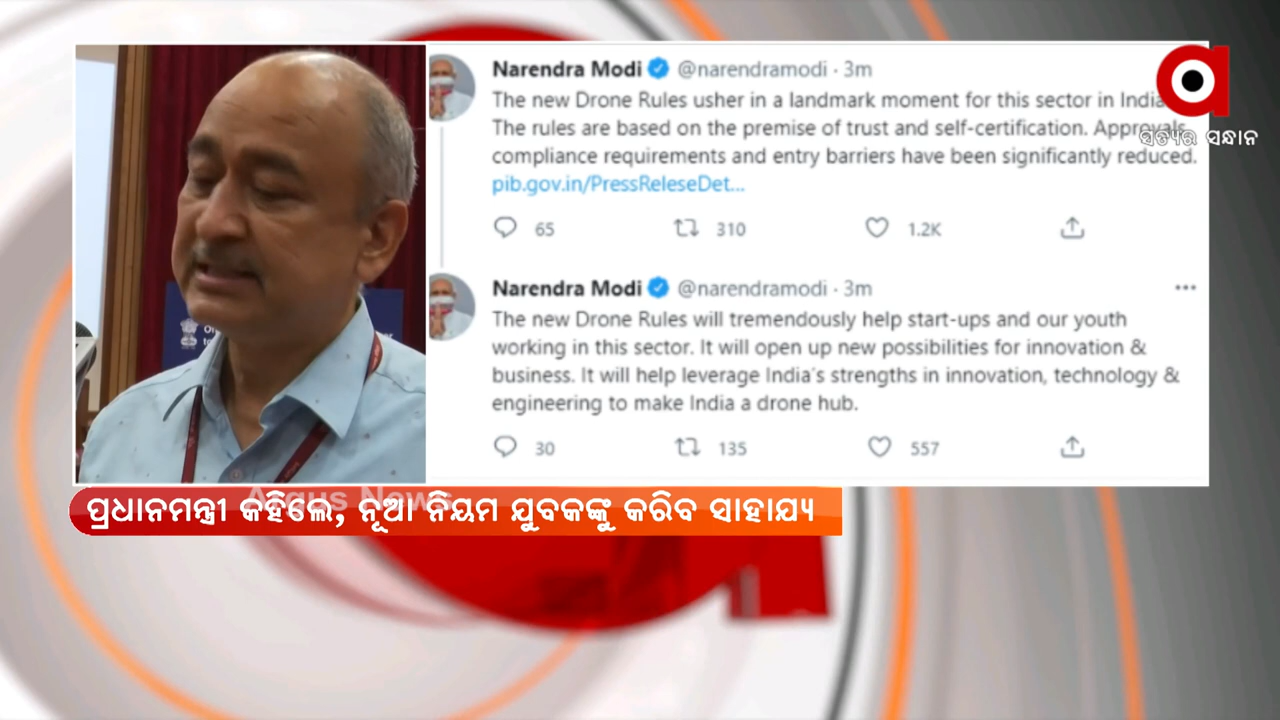 Narendra Modi @narendramodi · 3m
The new Drone Rules usher in a landmark moment for this sector in India
The rules are based on the premise of trust and self-certification. Approvals
compliance requirements and entry barriers have been significantly reduced.
pib.gov.in/PressReleseDet...
65 310 1.2K
Narendra Modi @narendramodi · 3m
The new Drone Rules will tremendously help start-ups and our youth
working in this sector. It will open up new possibilities for innovation &
business. It will help leverage India's strengths in innovation, technology &
engineering to make India a drone hub.
30 135 557
ସତ୍ୟର ସନ୍ଧାନ
Argus News
ପ୍ରଧାନମନ୍ତ୍ରୀ କହିଲେ, ନୂଆ ନିୟମ ଯୁବକଙ୍କୁ କରିବ ସାହାଯ୍ୟ